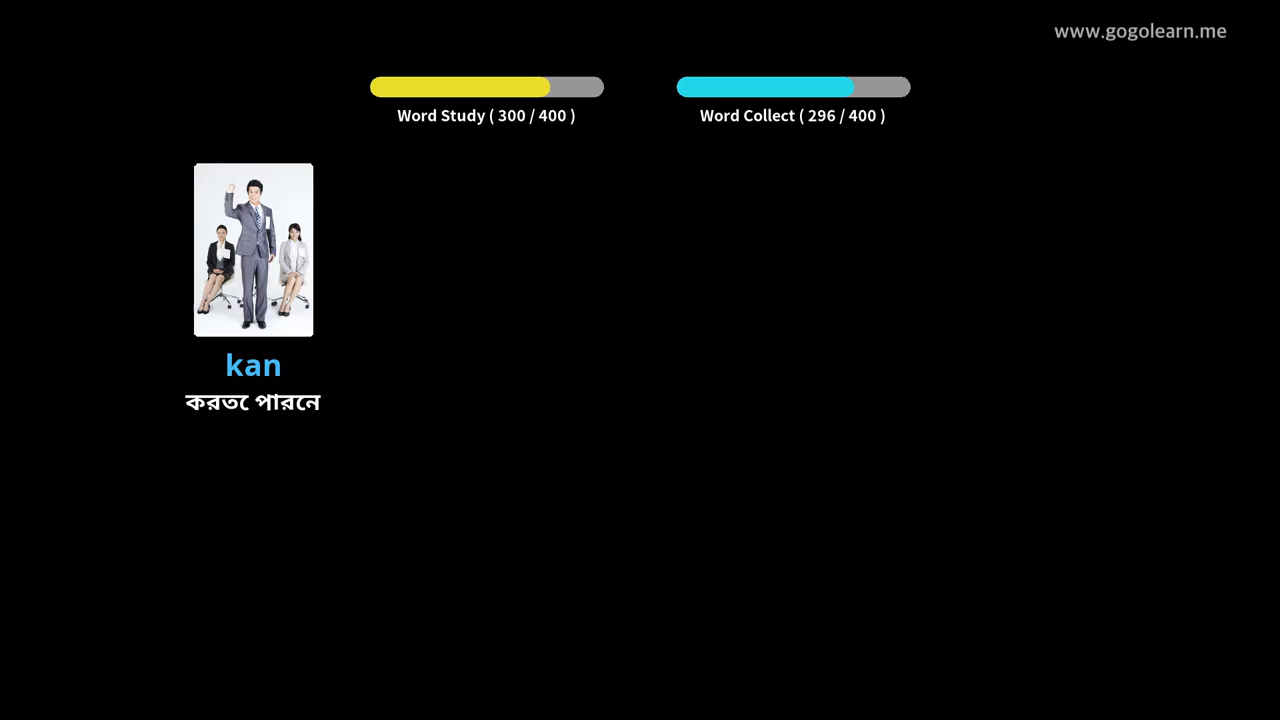 www.gogolearn.me
Word Study ( 300 / 400 )
Word Collect ( 296 / 400 )
kan
করতে পারেন